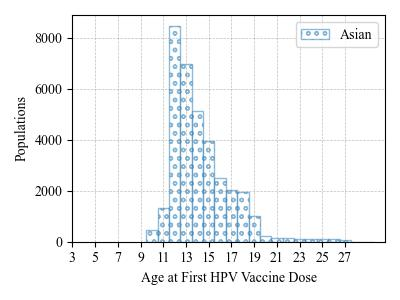 Asian
Populations
8000
6000
4000
2000
0
3 5 7 9 11 13 15 17 19 21 23 25 27
Age at First HPV Vaccine Dose